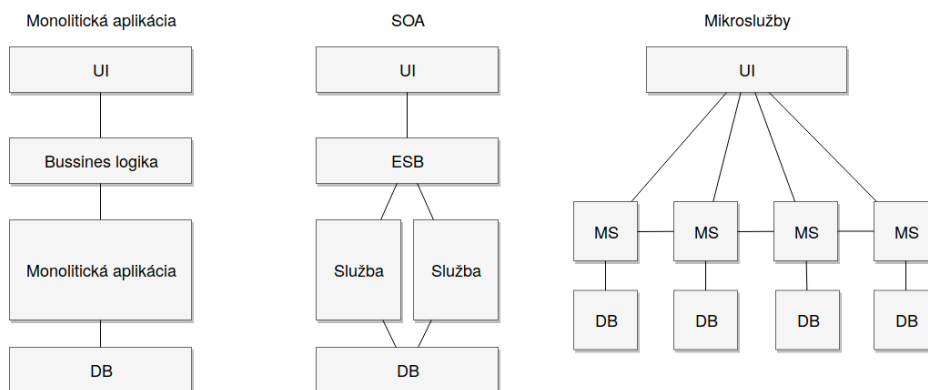 Monolitická aplikácia
UI
Bussines logika
Monolitická aplikácia
DB
SOA
UI
ESB
Služba
Služba
DB
Mikroslužby
UI
MS
MS
MS
MS
DB
DB
DB
DB